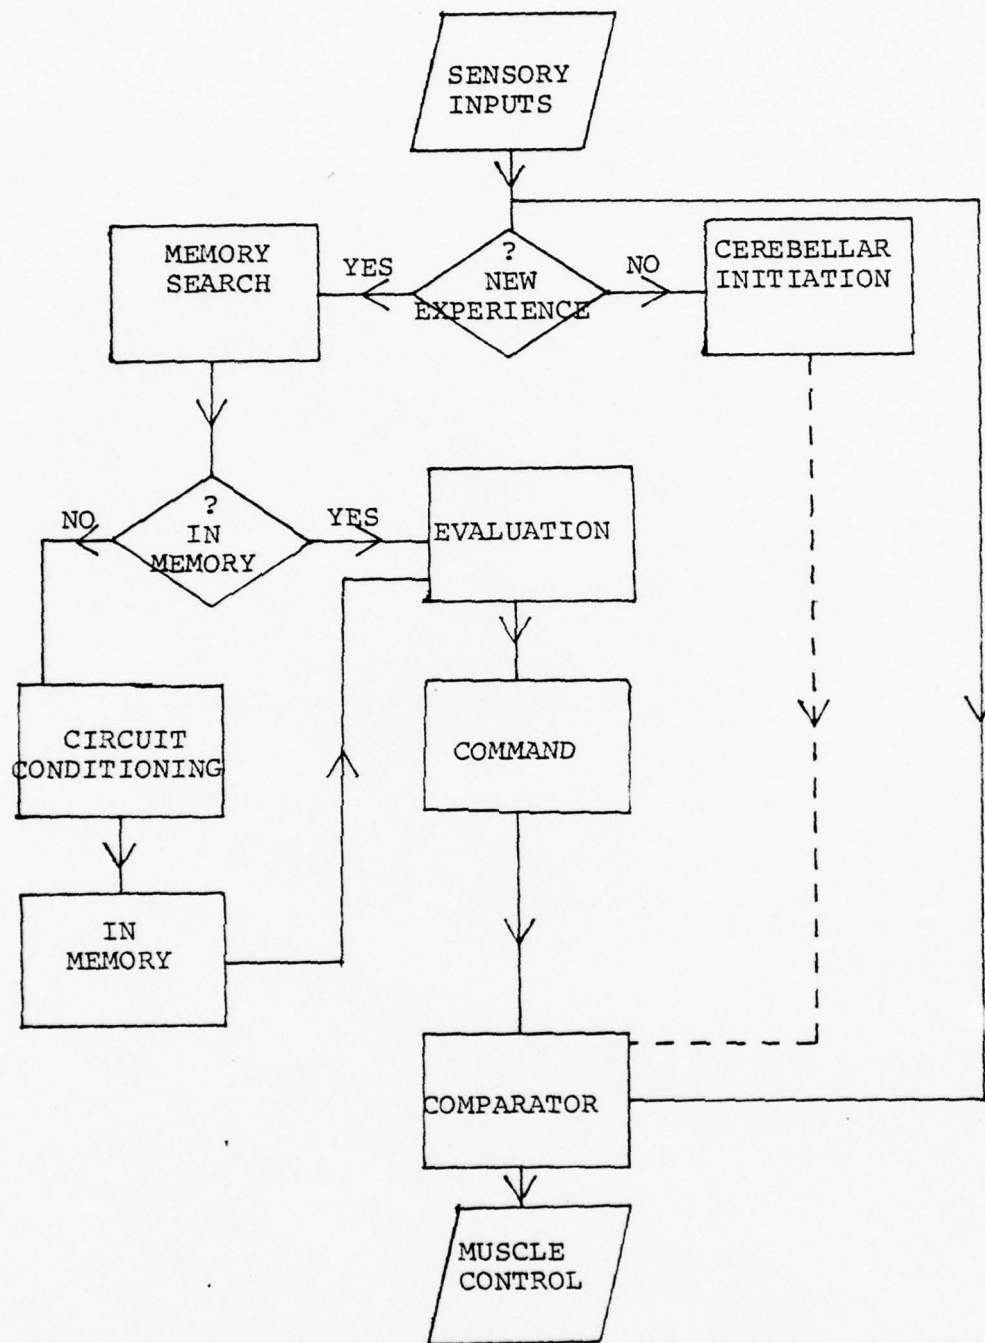 SENSORY
INPUTS
?
NEW
EXPERIENCE
YES
NO
MEMORY
SEARCH
CEREBELLAR
INITIATION
?
IN
MEMORY
NO
YES
EVALUATION
CIRCUIT
CONDITIONING
COMMAND
IN
MEMORY
COMPARATOR
MUSCLE
CONTROL